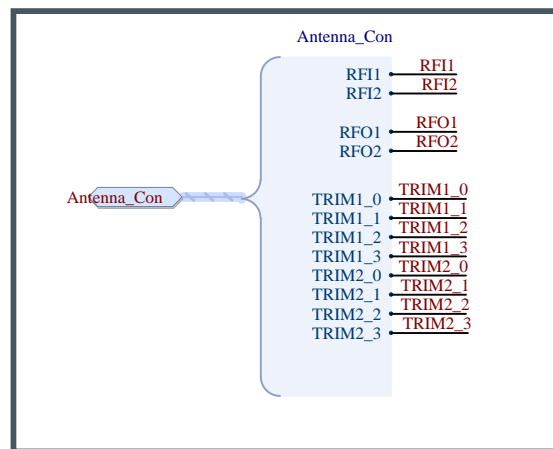 Antenna_Con
RFI1 RFI1
RFI2 RFI2
RFO1 RFO1
RFO2 RFO2
Antenna_Con
TRIM1_0 TRIM1_0
TRIM1_1 TRIM1_1
TRIM1_2 TRIM1_2
TRIM1_3 TRIM1_3
TRIM2_0 TRIM2_0
TRIM2_1 TRIM2_1
TRIM2_2 TRIM2_2
TRIM2_3 TRIM2_3